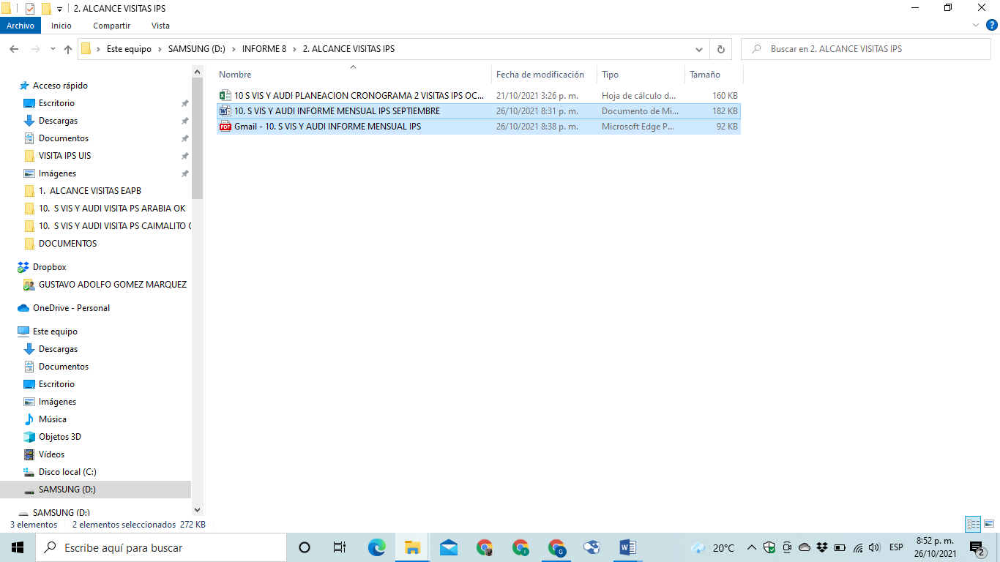 2. ALCANCE VISITAS IPS
Archivo Inicio Compartir Vista
Este equipo > SAMSUNG (D:) > INFORME 8 > 2. ALCANCE VISITAS IPS
Buscar en 2. ALCANCE VISITAS IPS
Nombre Fecha de modificación Tipo Tamaño
10 S VIS Y AUDI PLANEACION CRONOGRAMA 2 VISITAS IPS OC... 21/10/2021 3:26 p. m. Hoja de cálculo d... 160 KB
10. S VIS Y AUDI INFORME MENSUAL IPS SEPTIEMBRE 26/10/2021 8:31 p. m. Documento de Mi... 182 KB
Gmail - 10. S VIS Y AUDI INFORME MENSUAL IPS 26/10/2021 8:38 p. m. Microsoft Edge P... 92 KB
Acceso rápido
Escritorio
Descargas
Documentos
VISITA IPS UIS
Imágenes
1. ALCANCE VISITAS EAPB
10. S VIS Y AUDI VISITA PS ARABIA OK
10. S VIS Y AUDI VISITA PS CAIMALITO
DOCUMENTOS
Dropbox
GUSTAVO ADOLFO GOMEZ MARQUEZ
OneDrive - Personal
Este equipo
Descargas
Documentos
Escritorio
Imágenes
Música
Objetos 3D
Vídeos
Disco local (C:)
SAMSUNG (D:)
SAMSUNG (D:)
3 elementos 2 elementos seleccionados 272 KB
Escribe aquí para buscar
20°C
ESP
8:52 p. m.
26/10/2021
2